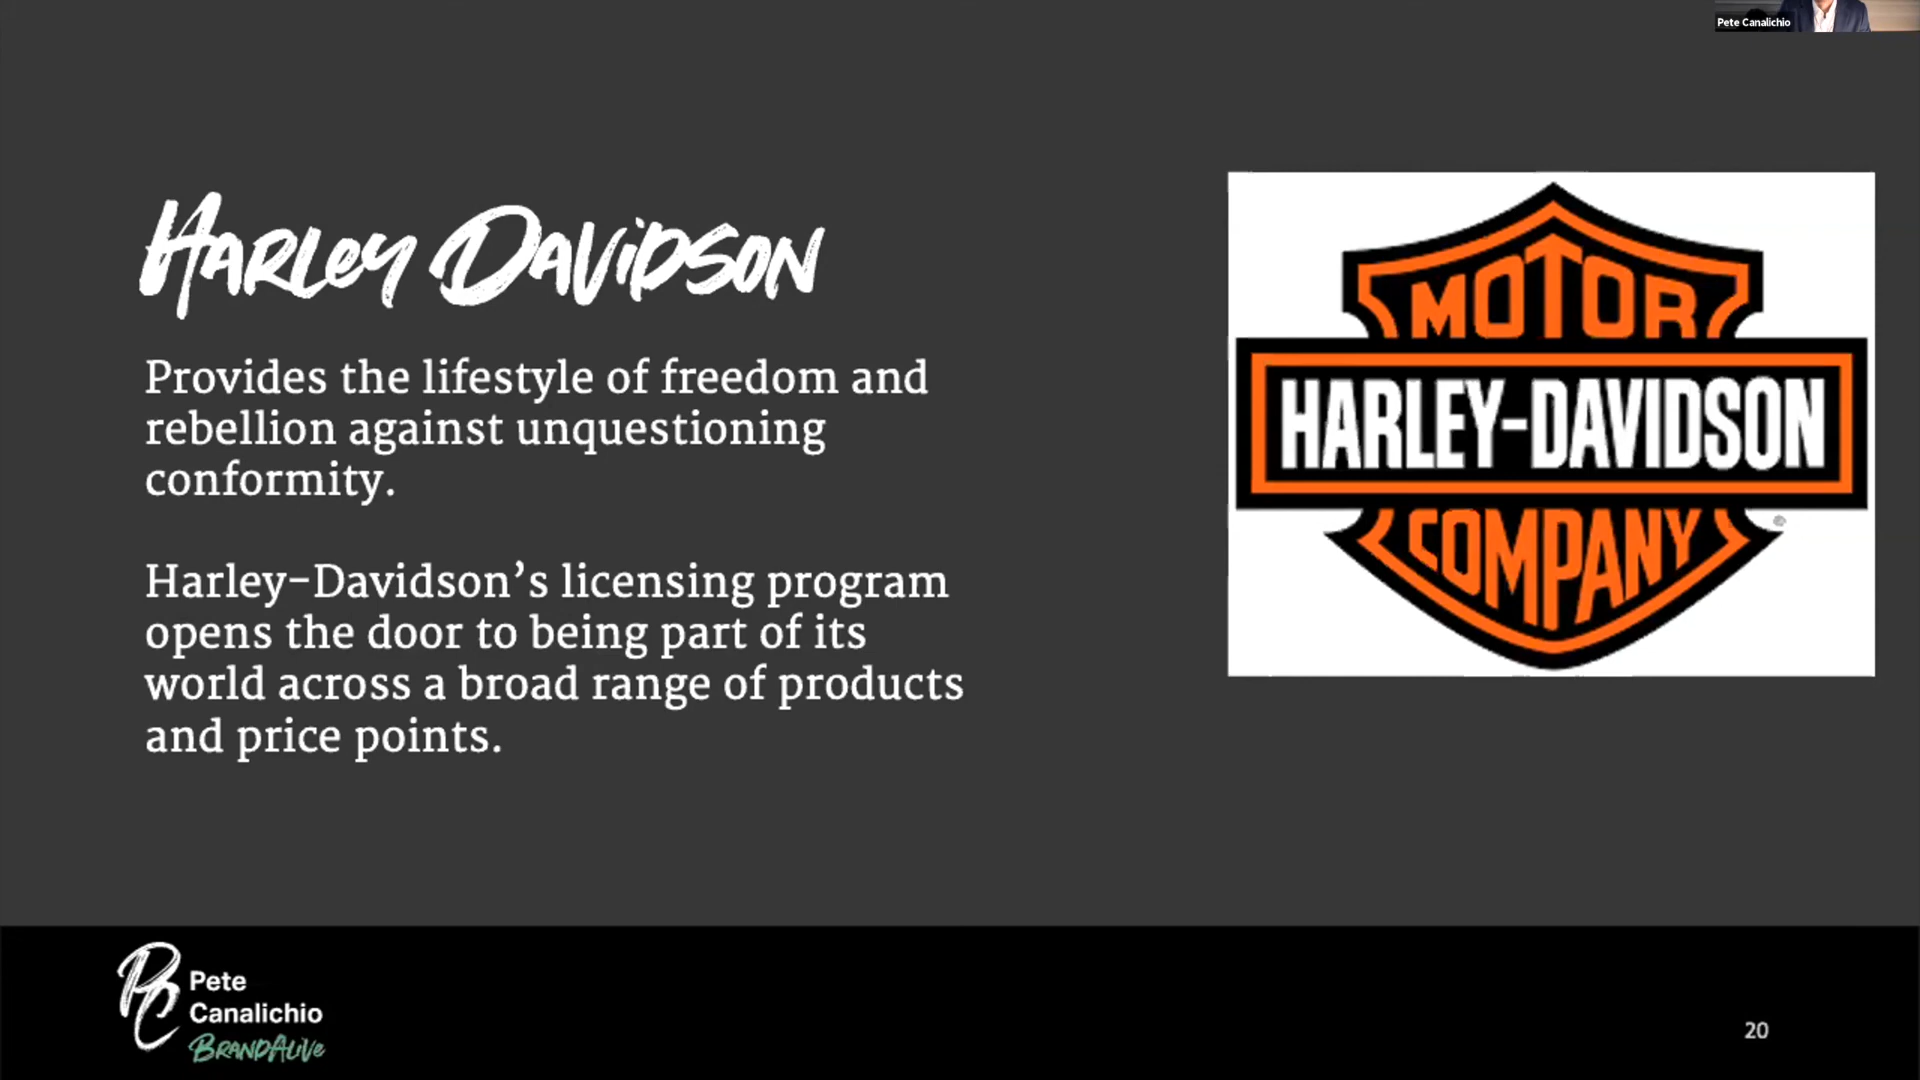 Pete Canalichio
Harley Davidson
Provides the lifestyle of freedom and
rebellion against unquestioning
conformity.
Harley-Davidson’s licensing program
opens the door to being part of its
world across a broad range of products
and price points.
MOTOR
HARLEY-DAVIDSON
COMPANY
PC
Pete
Canalichio
BRANDALIVE
20